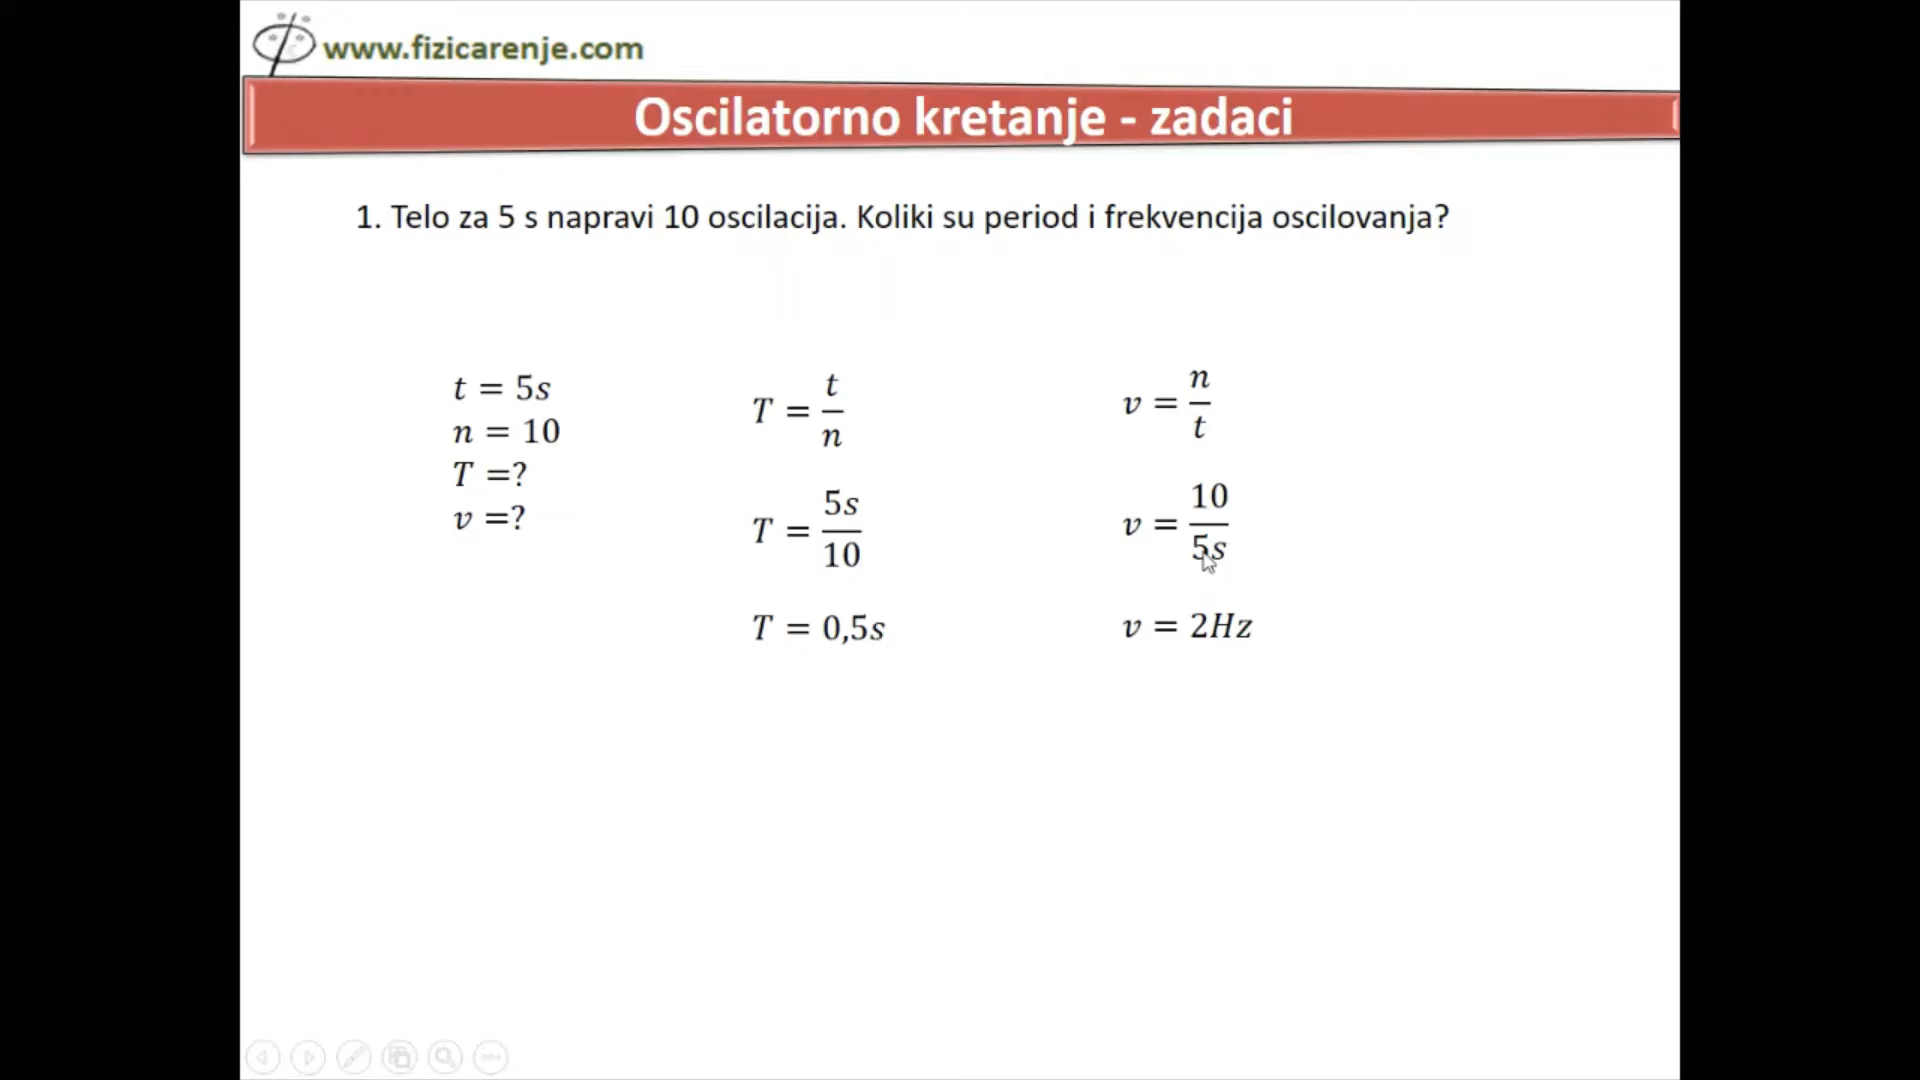 www.fizicarenje.com
Oscilatorno kretanje - zadaci
1. Telo za 5 s napravi 10 oscilacija. Koliki su period i frekvencija oscilovanja?
t = 5s
n = 10
T =?
ν =?
T = t/n
T = 5s/10
T = 0,5s
ν = n/t
ν = 10/5s
ν = 2Hz